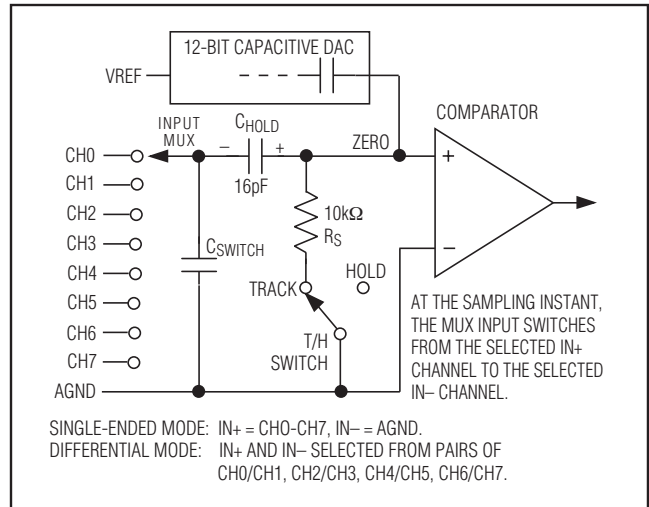 12-BIT CAPACITIVE DAC
VREF
COMPARATOR
INPUT
MUX
CHOLD
ZERO
– +
16pF
+
–
CH0
CH1
CH2
CH3
CH4
CH5
CH6
CH7
AGND
CSWITCH
10kΩ
RS
TRACK
HOLD
T/H
SWITCH
AT THE SAMPLING INSTANT,
THE MUX INPUT SWITCHES
FROM THE SELECTED IN+
CHANNEL TO THE SELECTED
IN– CHANNEL.
SINGLE-ENDED MODE: IN+ = CHO-CH7, IN– = AGND.
DIFFERENTIAL MODE: IN+ AND IN– SELECTED FROM PAIRS OF
CH0/CH1, CH2/CH3, CH4/CH5, CH6/CH7.